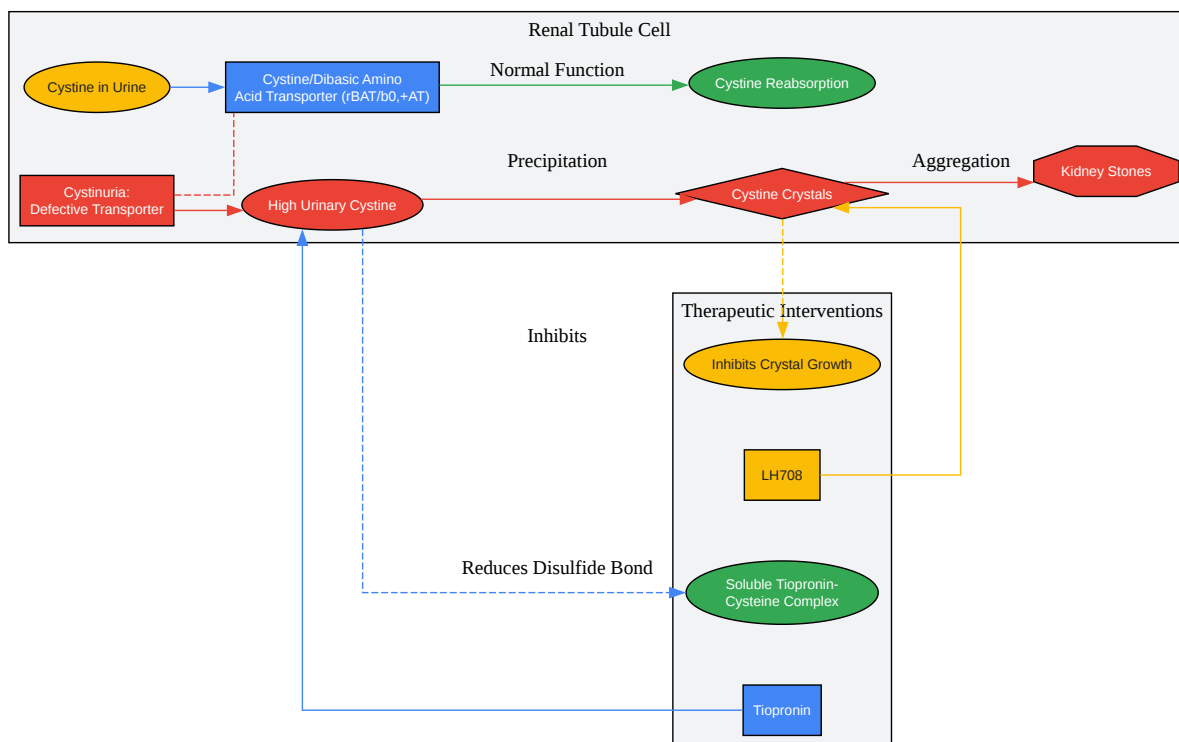 Renal Tubule Cell
Cystine in Urine
Cystine/Dibasic Amino
Acid Transporter (rBAT/b0,+AT)
Normal Function
Cystine Reabsorption
Cystinuria:
Defective Transporter
High Urinary Cystine
Precipitation
Cystine Crystals
Aggregation
Kidney Stones
Therapeutic Interventions
Inhibits
Inhibits Crystal Growth
LH708
Reduces Disulfide Bond
Soluble Tiopronin-
Cysteine Complex
Tiopronin